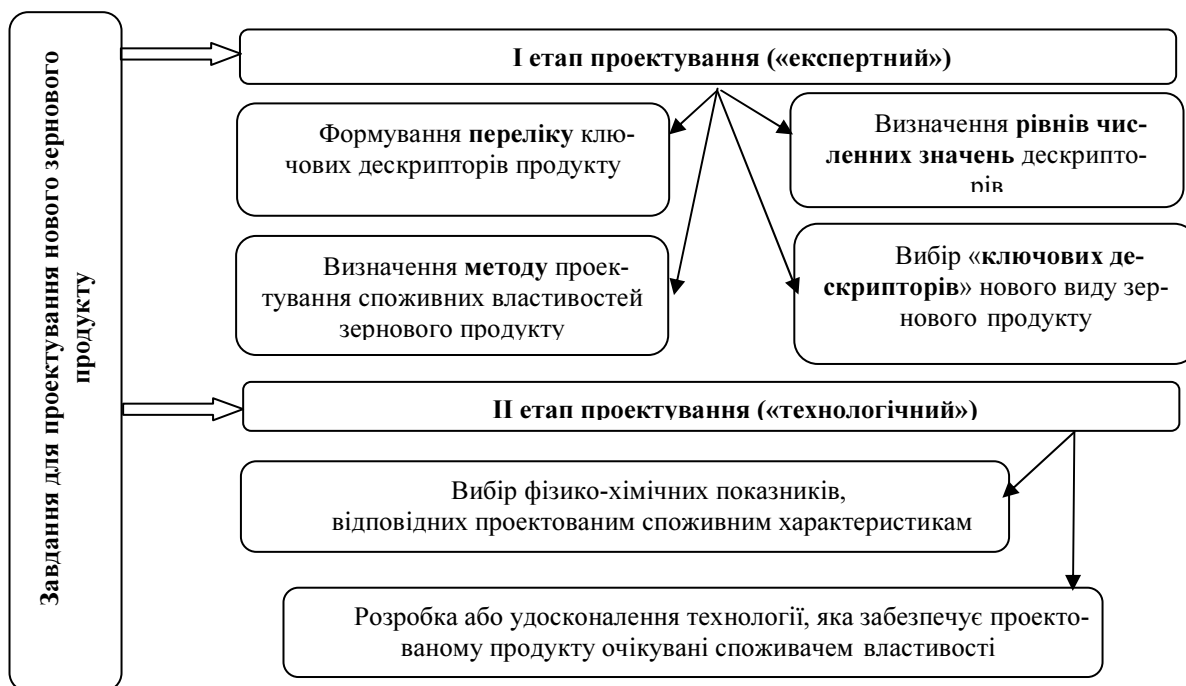 Завдання для проектування нового зернового
продукту
І етап проектування («експертний»)
Формування переліку клю-
чових дескрипторів продукту
Визначення рівнів чис-
ленних значень дескрипто-
рів
Визначення методу проек-
тування споживних властивостей
зернового продукту
Вибір «ключових де-
скрипторів» нового виду зер-
нового продукту
ІІ етап проектування («технологічний»)
Вибір фізико-хімічних показників,
відповідних проектованим споживним характеристикам
Розробка або удосконалення технології, яка забезпечує проекто-
ваному продукту очікувані споживачем властивості